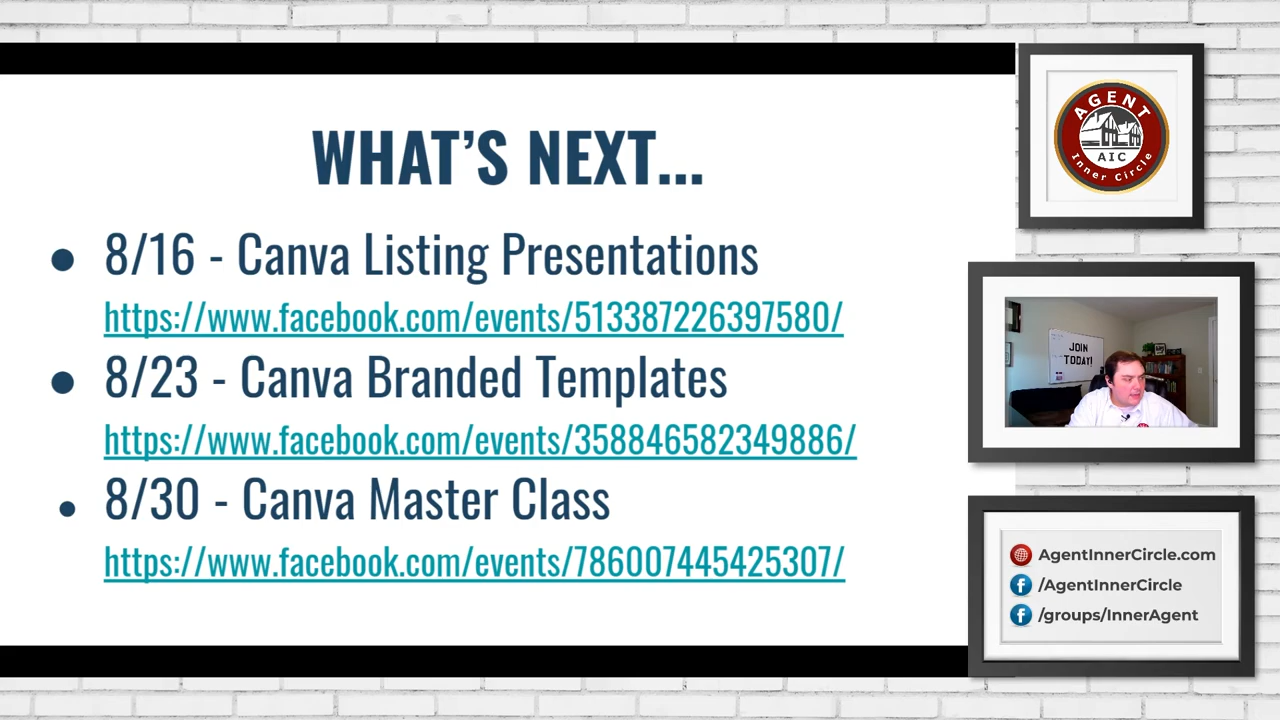 WHAT'S NEXT...
● 8/16 - Canva Listing Presentations
https://www.facebook.com/events/513387226397580/
● 8/23 - Canva Branded Templates
https://www.facebook.com/events/358846582349886/
● 8/30 - Canva Master Class
https://www.facebook.com/events/786007445425307/
AGENT
AIC
Inner Circle
JOIN
TODAY!
AgentInnerCircle.com
/AgentInnerCircle
/groups/InnerAgent